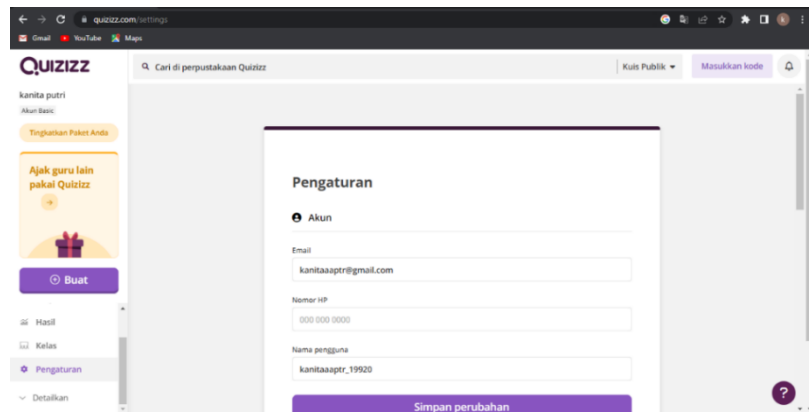 quizizz.com/settings
Gmail YouTube Maps
QUIZIZZ
Cari di perpustakaan Quizizz
Kuis Publik
Masukkan kode
kanita putri
Akun Basic
Tingkatkan Paket Anda
Ajak guru lain
pakai Quizizz
Buat
Hasil
Kelas
Pengaturan
Detailkan
Pengaturan
Akun
Email
kanitaaaptr@gmail.com
Nomor HP
000 000 0000
Nama pengguna
kanitaaaptr_19920
Simpan perubahan
?